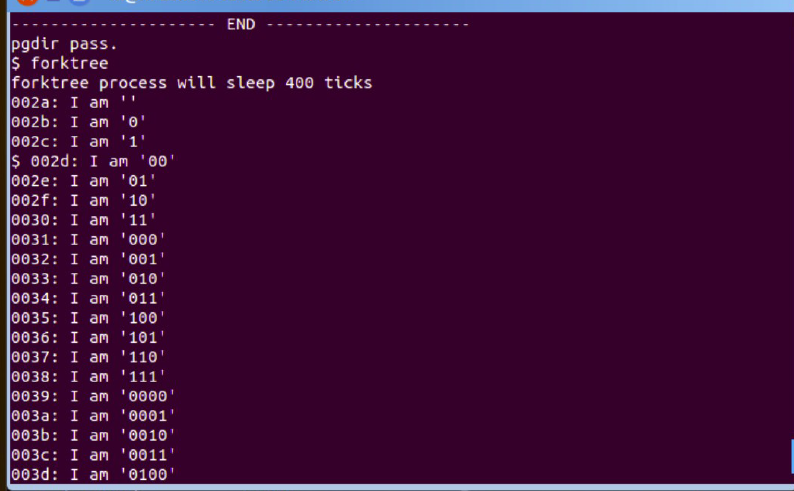 --------------------- END ---------------------
pgdir pass.
$ forktree
forktree process will sleep 400 ticks
002a: I am ''
002b: I am '0'
002c: I am '1'
$ 002d: I am '00'
002e: I am '01'
002f: I am '10'
0030: I am '11'
0031: I am '000'
0032: I am '001'
0033: I am '010'
0034: I am '011'
0035: I am '100'
0036: I am '101'
0037: I am '110'
0038: I am '111'
0039: I am '0000'
003a: I am '0001'
003b: I am '0010'
003c: I am '0011'
003d: I am '0100'